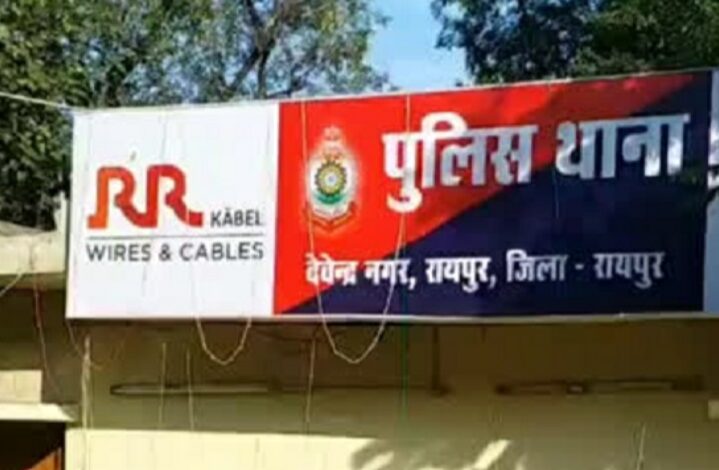 RR KABEL
WIRES & CABLES
पुलिस थाना
देवेन्द्र नगर, रायपुर, जिला - रायपुर